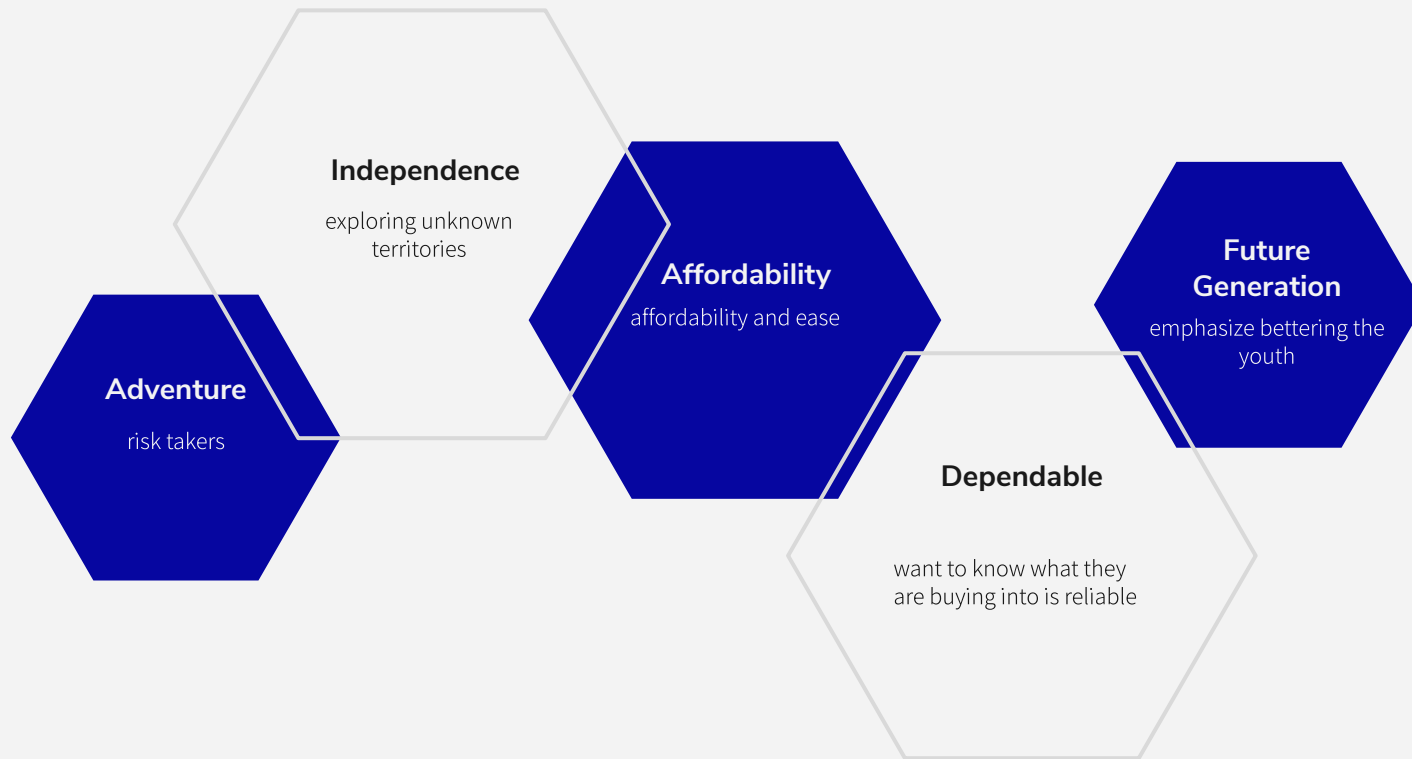 Adventure
risk takers
Independence
exploring unknown
territories
Affordability
affordability and ease
Dependable
want to know what they
are buying into is reliable
Future
Generation
emphasize bettering the
youth